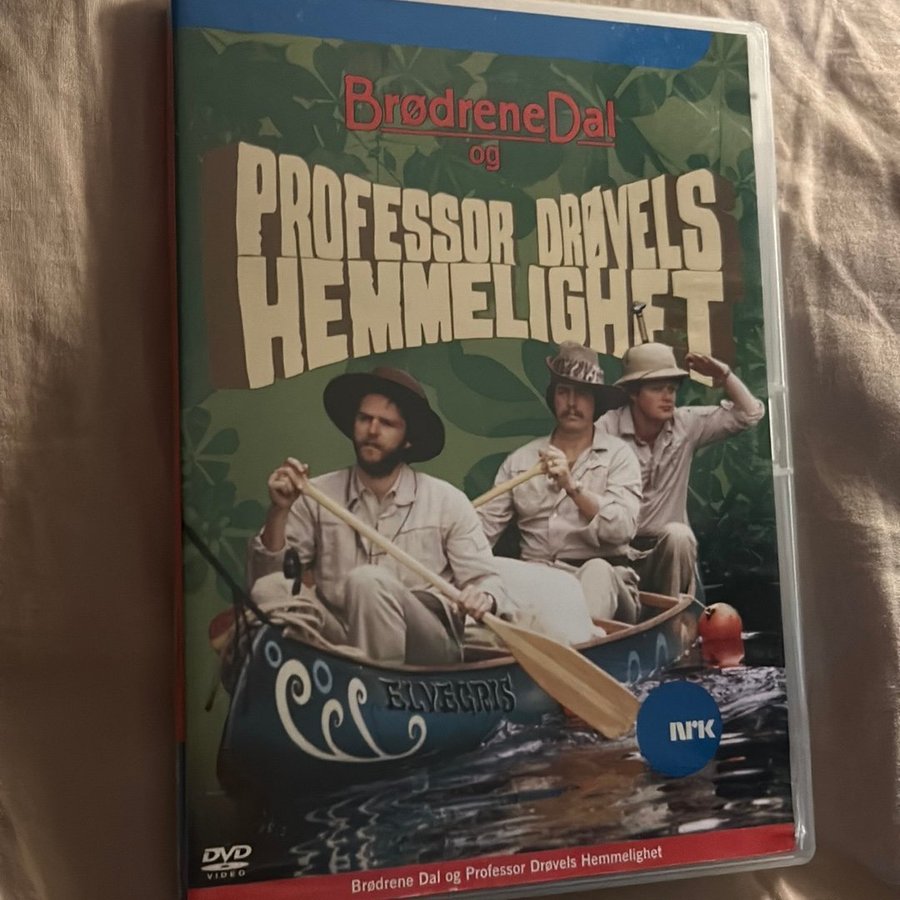 BrødreneDal
og
PROFESSOR DRØVELS
HEMMELIGHET
ELVEGRIS
NRK
DVD
VIDEO
Brødrene Dal og Professor Drøvels Hemmelighet